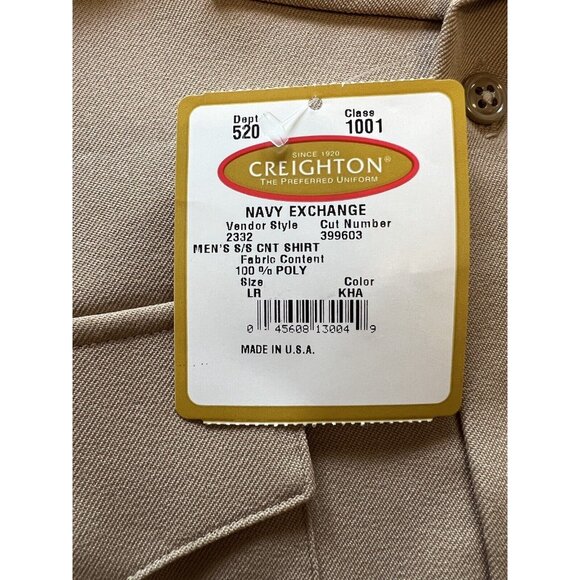 Dept Class
520 1001
SINCE 1920
CREIGHTON®
THE PREFERRED UNIFORM
NAVY EXCHANGE
Vendor Style Cut Number
2332 399603
MEN'S S/S CNT SHIRT
Fabric Content
100 % POLY
Size Color
LR KHA
0 45608 13004 9
MADE IN U.S.A.